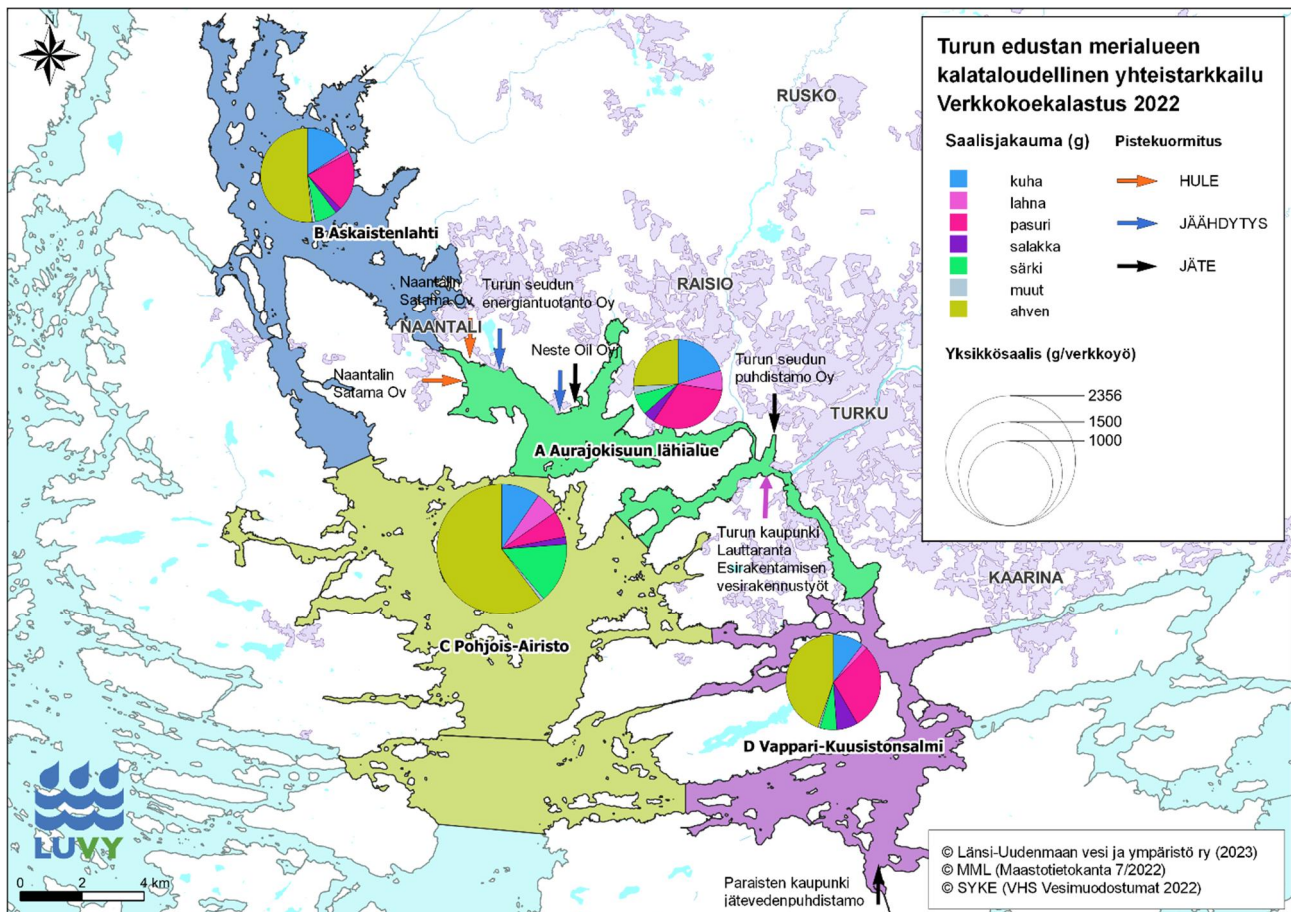 N
Turun edustan merialueen
kalataloudellinen yhteistarkkailu
Verkkokoekalastus 2022
Saalisjakauma (g)
kuha
lahna
pasuri
salakka
särki
muut
ahven
Pistekuormitus
HULE
JÄÄHDYTYS
JÄTE
Yksikkösaalis (g/verkkoyö)
2356
1500
1000
RUSKO
RAISIO
NAANTALI
TURKU
KAARINA
B Askaistenlahti
Naantalin
Satama Oy
Turun seudun
energiantuotanto Oy
Neste Oil Oy
Naantalin
Satama Oy
Turun seudun
puhdistamo Oy
A Aurajokisuun lähialue
Turun kaupunki
Lauttaranta
Esirakentamisen
vesirakennustyöt
C Pohjois-Airisto
D Vappari-Kuusistonsalmi
Paraisten kaupunki
jätevedenpuhdistamo
LUVY
0 2 4 km
© Länsi-Uudenmaan vesi ja ympäristö ry (2023)
© MML (Maastotietokanta 7/2022)
© SYKE (VHS Vesimuodostumat 2022)